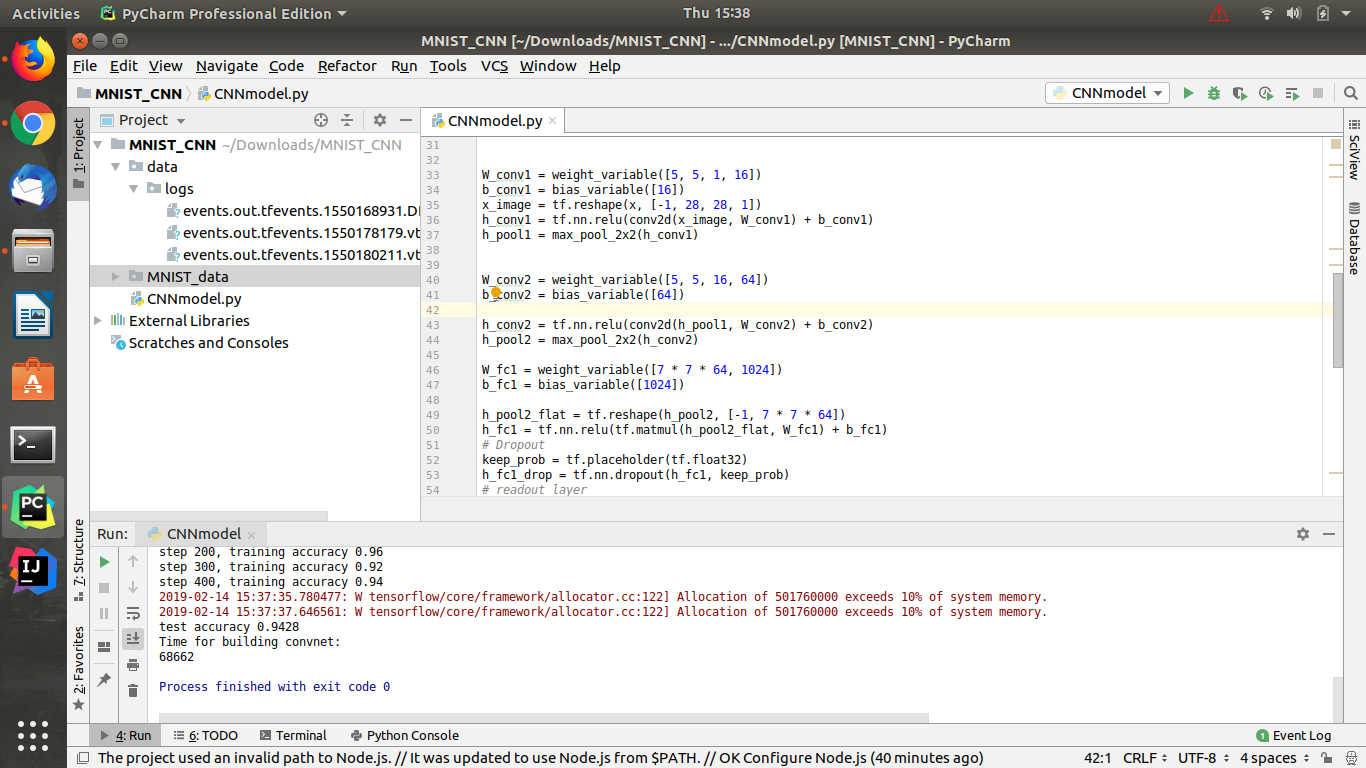 Activities PyCharm Professional Edition Thu 15:38
MNIST_CNN [~/Downloads/MNIST_CNN] - .../CNNmodel.py [MNIST_CNN] - PyCharm
File Edit View Navigate Code Refactor Run Tools VCS Window Help
MNIST_CNN CNNmodel.py CNNmodel
Project CNNmodel.py
1: Project
MNIST_CNN ~/Downloads/MNIST_CNN
data
logs
events.out.tfevents.1550168931.D
events.out.tfevents.1550178179.vt
events.out.tfevents.1550180211.vt
MNIST_data
CNNmodel.py
External Libraries
Scratches and Consoles
31
32
33 W_conv1 = weight_variable([5, 5, 1, 16])
34 b_conv1 = bias_variable([16])
35 x_image = tf.reshape(x, [-1, 28, 28, 1])
36 h_conv1 = tf.nn.relu(conv2d(x_image, W_conv1) + b_conv1)
37 h_pool1 = max_pool_2x2(h_conv1)
38
39
40 W_conv2 = weight_variable([5, 5, 16, 64])
41 b_conv2 = bias_variable([64])
42
43 h_conv2 = tf.nn.relu(conv2d(h_pool1, W_conv2) + b_conv2)
44 h_pool2 = max_pool_2x2(h_conv2)
45
46 W_fc1 = weight_variable([7 * 7 * 64, 1024])
47 b_fc1 = bias_variable([1024])
48
49 h_pool2_flat = tf.reshape(h_pool2, [-1, 7 * 7 * 64])
50 h_fc1 = tf.nn.relu(tf.matmul(h_pool2_flat, W_fc1) + b_fc1)
51 # Dropout
52 keep_prob = tf.placeholder(tf.float32)
53 h_fc1_drop = tf.nn.dropout(h_fc1, keep_prob)
54 # readout layer
SciView
Database
7: Structure
2: Favorites
Run: CNNmodel
step 200, training accuracy 0.96
step 300, training accuracy 0.92
step 400, training accuracy 0.94
2019-02-14 15:37:35.780477: W tensorflow/core/framework/allocator.cc:122] Allocation of 501760000 exceeds 10% of system memory.
2019-02-14 15:37:37.646561: W tensorflow/core/framework/allocator.cc:122] Allocation of 501760000 exceeds 10% of system memory.
test accuracy 0.9428
Time for building convnet:
68662
Process finished with exit code 0
4: Run 6: TODO Terminal Python Console 1 Event Log
The project used an invalid path to Node.js. // It was updated to use Node.js from $PATH. // OK Configure Node.js (40 minutes ago) 42:1 CRLF UTF-8 4 spaces